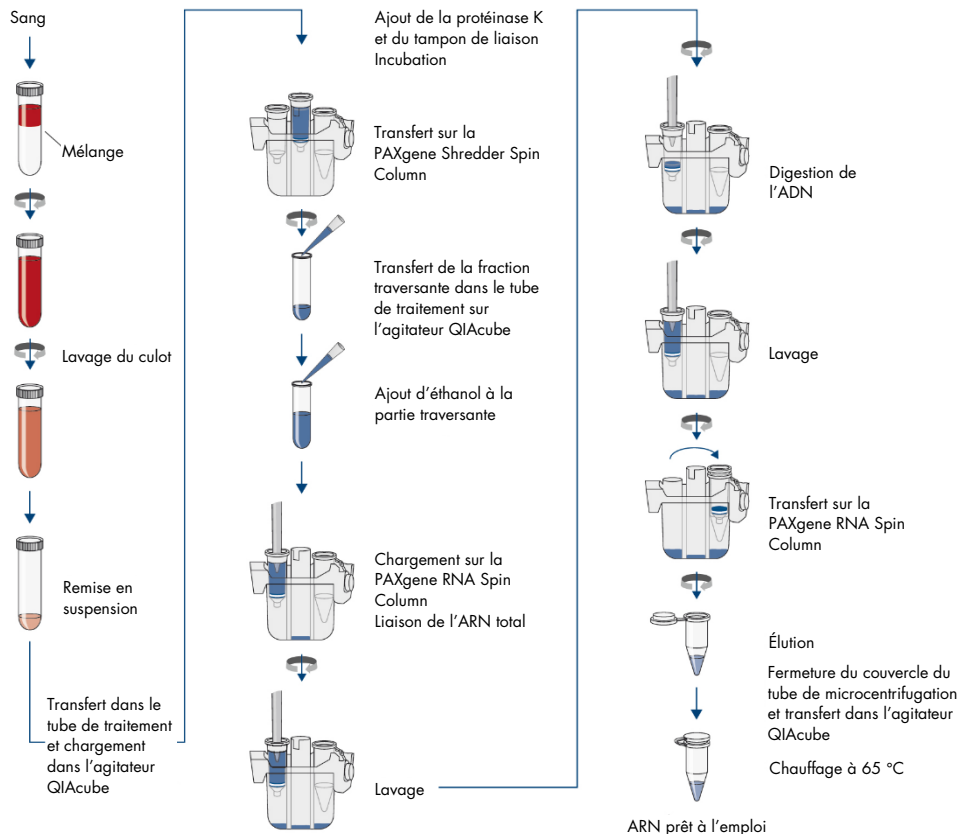 Sang
Mélange
Lavage du culot
Remise en
suspension
Transfert dans le
tube de traitement
et chargement
dans l'agitateur
QIAcube
Ajout de la protéinase K
et du tampon de liaison
Incubation
Transfert sur la
PAXgene Shredder Spin
Column
Transfert de la fraction
traversante dans le tube
de traitement sur
l'agitateur QIAcube
Ajout d'éthanol à la
partie traversante
Chargement sur la
PAXgene RNA Spin
Column
Liaison de l'ARN total
Lavage
Digestion de
l'ADN
Lavage
Transfert sur la
PAXgene RNA Spin
Column
Élution
Fermeture du couvercle du
tube de microcentrifugation
et transfert dans l'agitateur
QIAcube
Chauffage à 65 °C
ARN prêt à l'emploi